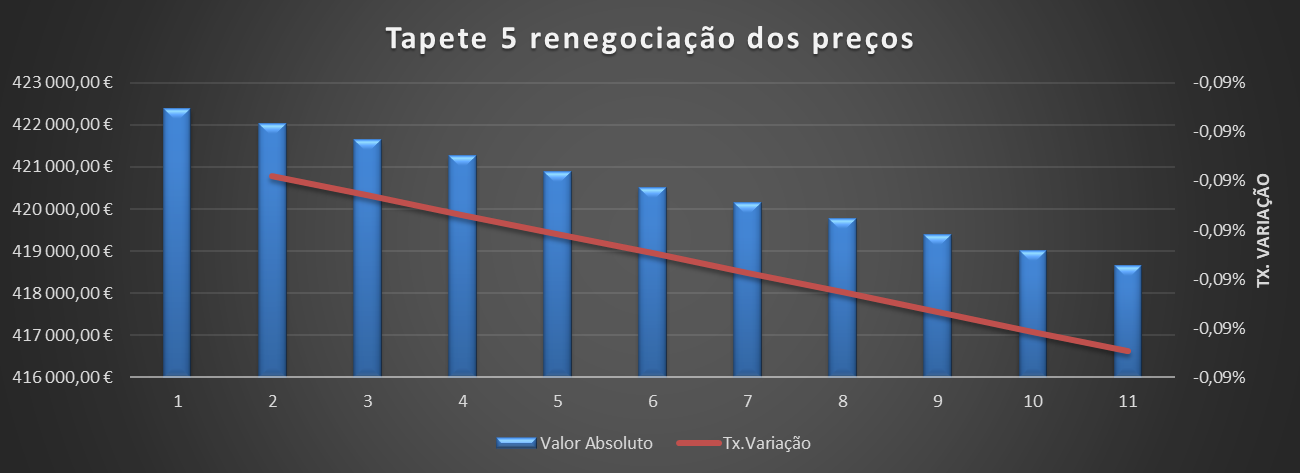 Tapete 5 renegociação dos preços
423 000,00 €
422 000,00 €
421 000,00 €
420 000,00 €
419 000,00 €
418 000,00 €
417 000,00 €
416 000,00 €
-0,09%
-0,09%
-0,09%
-0,09%
-0,09%
-0,09%
-0,09%
TX. VARIAÇÃO
1 2 3 4 5 6 7 8 9 10 11
Valor Absoluto Tx.Variação